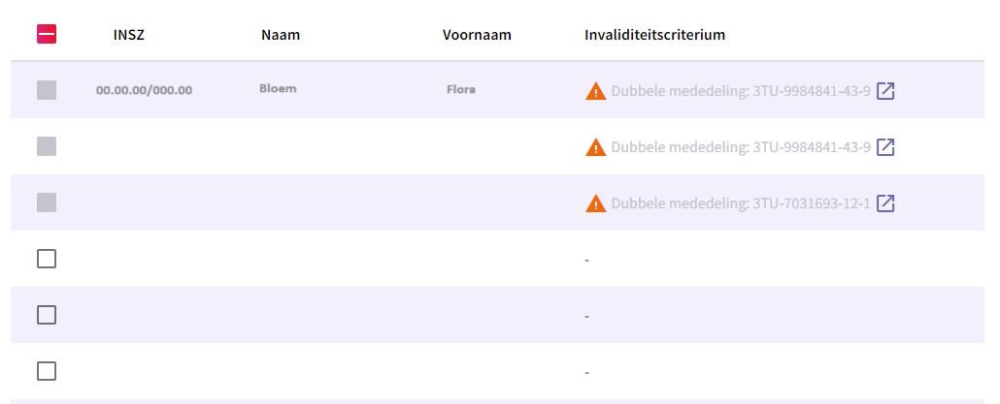 INSZ Naam Voornaam Invaliditeitscriterium
00.00.00/000.00 Bloem Flora Dubbele mededeling: 3TU-9984841-43-9
Dubbele mededeling: 3TU-9984841-43-9
Dubbele mededeling: 3TU-7031693-12-1
-
-
-